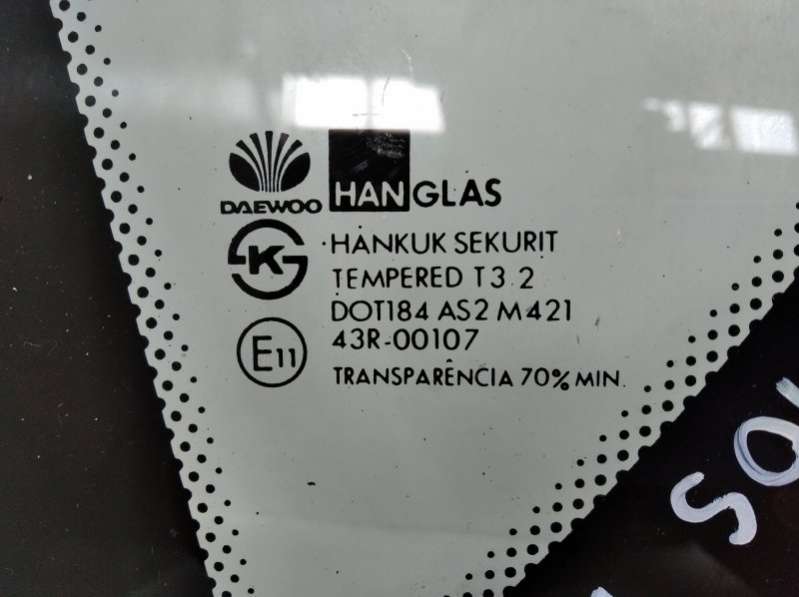 DAEWOO
HANGLAS
K
HANKUK SEKURIT
TEMPERED T3.2
DOT184 AS2 M421
E11
43R-00107
TRANSPARÊNCIA 70% MIN.